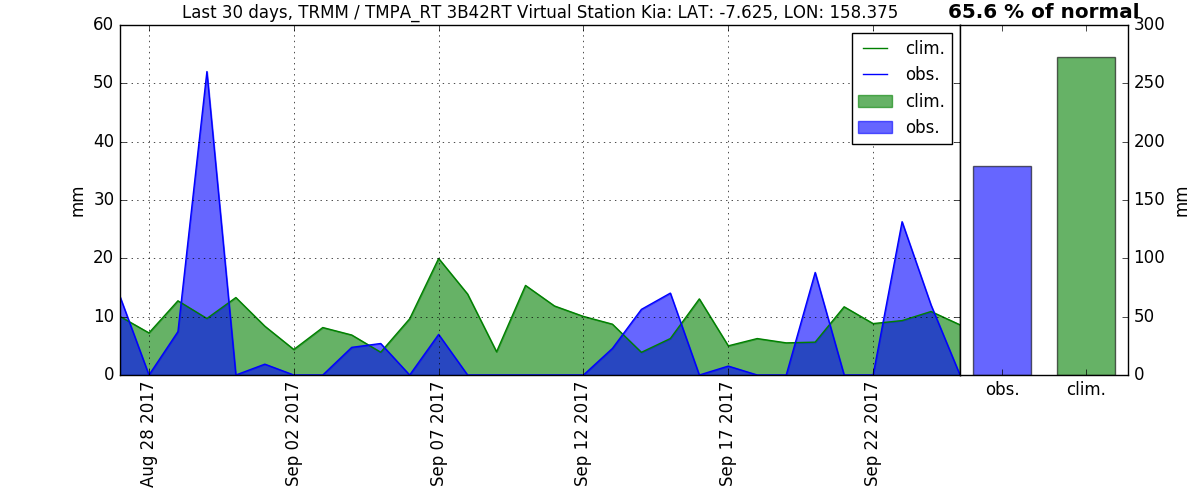 Last 30 days, TRMM / TMPA_RT 3B42RT Virtual Station Kia: LAT: -7.625, LON: 158.375
65.6 % of normal
60
50
40
30
20
10
0
mm
clim.
obs.
clim.
obs.
Aug 28 2017
Sep 02 2017
Sep 07 2017
Sep 12 2017
Sep 17 2017
Sep 22 2017
300
250
200
150
100
50
0
mm
obs.
clim.